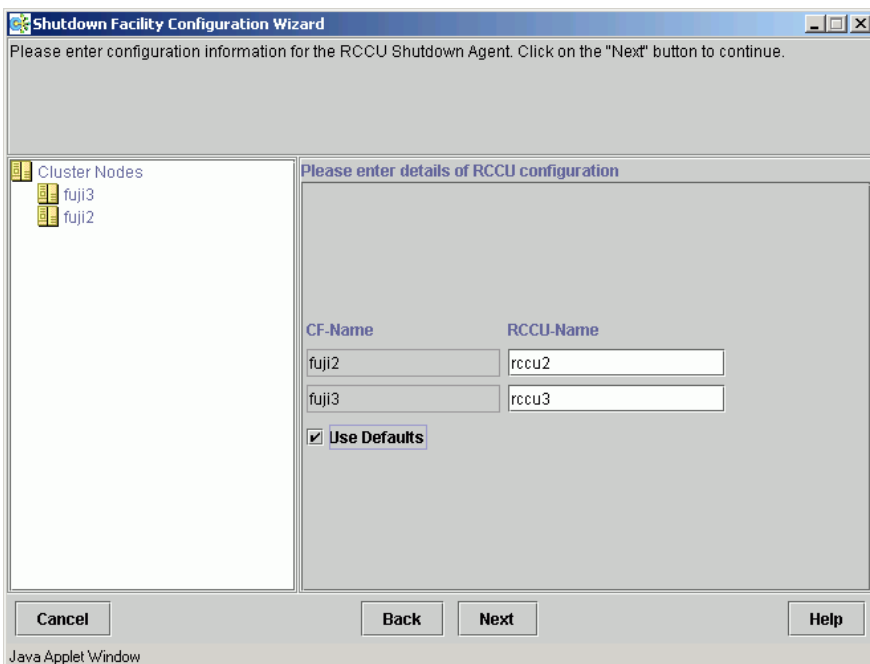 Shutdown Facility Configuration Wizard
Please enter configuration information for the RCCU Shutdown Agent. Click on the "Next" button to continue.
Cluster Nodes
fuji3
fuji2
Please enter details of RCCU configuration
CF-Name RCCU-Name
fuji2 rccu2
fuji3 rccu3
Use Defaults
Cancel Back Next Help
Java Applet Window